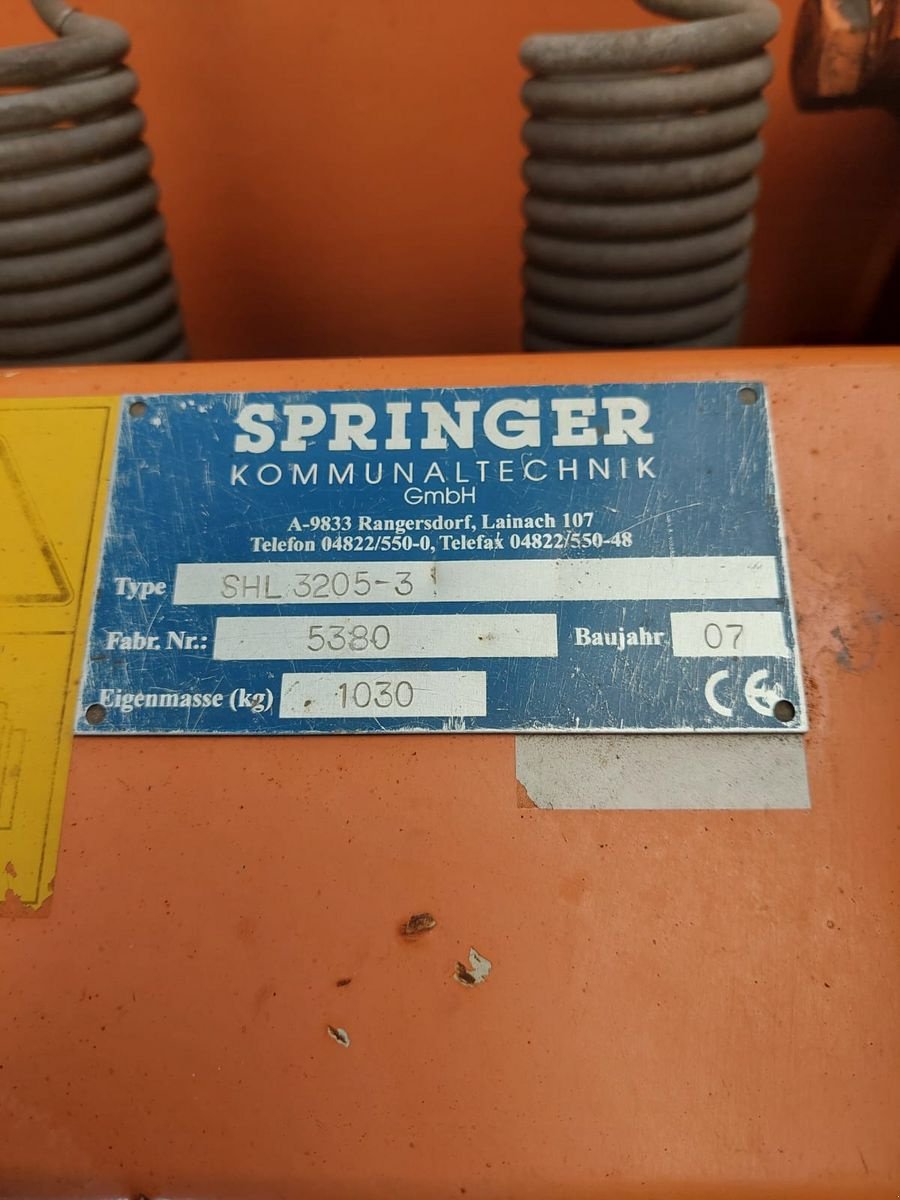 SPRINGER
KOMMUNALTECHNIK
GmbH
A-9833 Rangersdorf, Lainach 107
Telefon 04822/550-0, Telefax 04822/550-48
Type SHL 3205-3
Fabr. Nr.: 5380 Baujahr 07
Eigenmasse (kg) 1030 CE